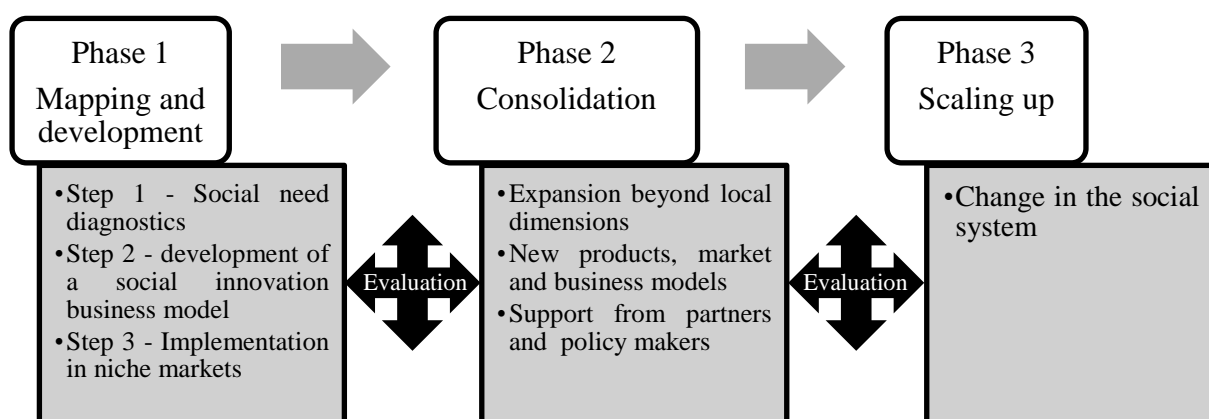 Phase 1
Mapping and
development
•Step 1 - Social need
diagnostics
•Step 2 - development of
a social innovation
business model
•Step 3 - Implementation
in niche markets
Evaluation
Phase 2
Consolidation
•Expansion beyond local
dimensions
•New products, market
and business models
•Support from partners
and policy makers
Evaluation
Phase 3
Scaling up
•Change in the social
system